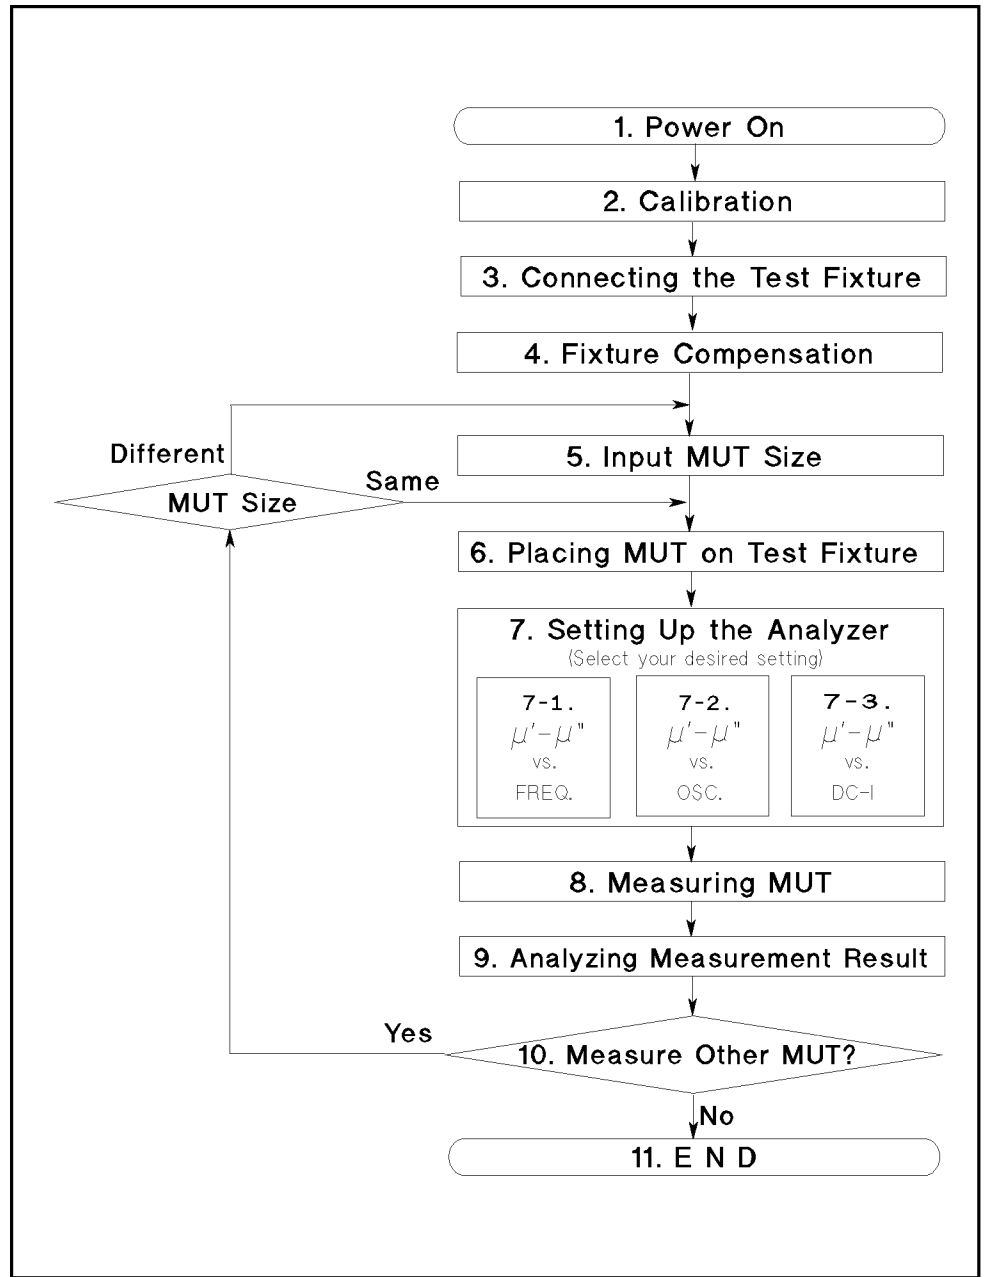 1. Power On
2. Calibration
3. Connecting the Test Fixture
4. Fixture Compensation
Different
5. Input MUT Size
Same
MUT Size
6. Placing MUT on Test Fixture
7. Setting Up the Analyzer
(Select your desired setting)
7-1.
μ'-μ"
vs.
FREQ.
7-2.
μ'-μ"
vs.
OSC.
7-3.
μ'-μ"
vs.
DC-I
8. Measuring MUT
9. Analyzing Measurement Result
Yes
10. Measure Other MUT?
No
11. E N D